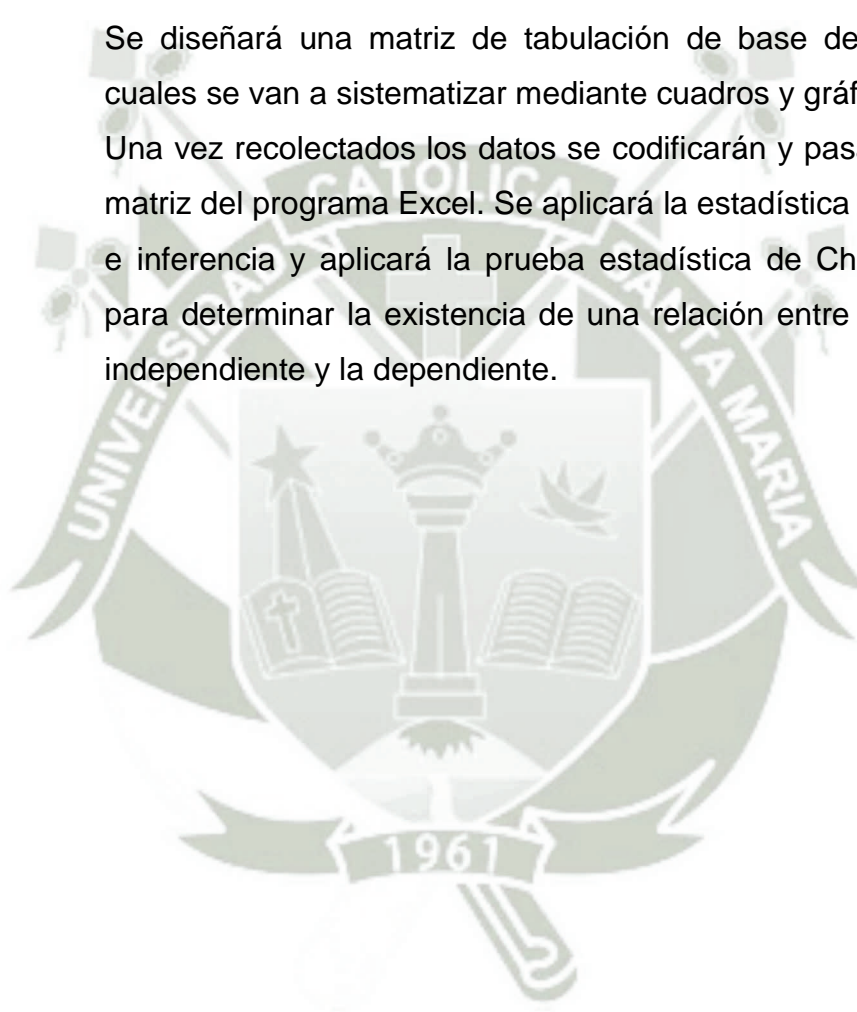 Se diseñará una matriz de tabulación de base de
cuales se van a sistematizar mediante cuadros y gráf
Una vez recolectados los datos se codificarán y pas
matriz del programa Excel. Se aplicará la estadística
e inferencia y aplicará la prueba estadística de Ch
para determinar la existencia de una relación entre
independiente y la dependiente.
UNIVERSIDAD CATOLICA SANTA MARIA
1961